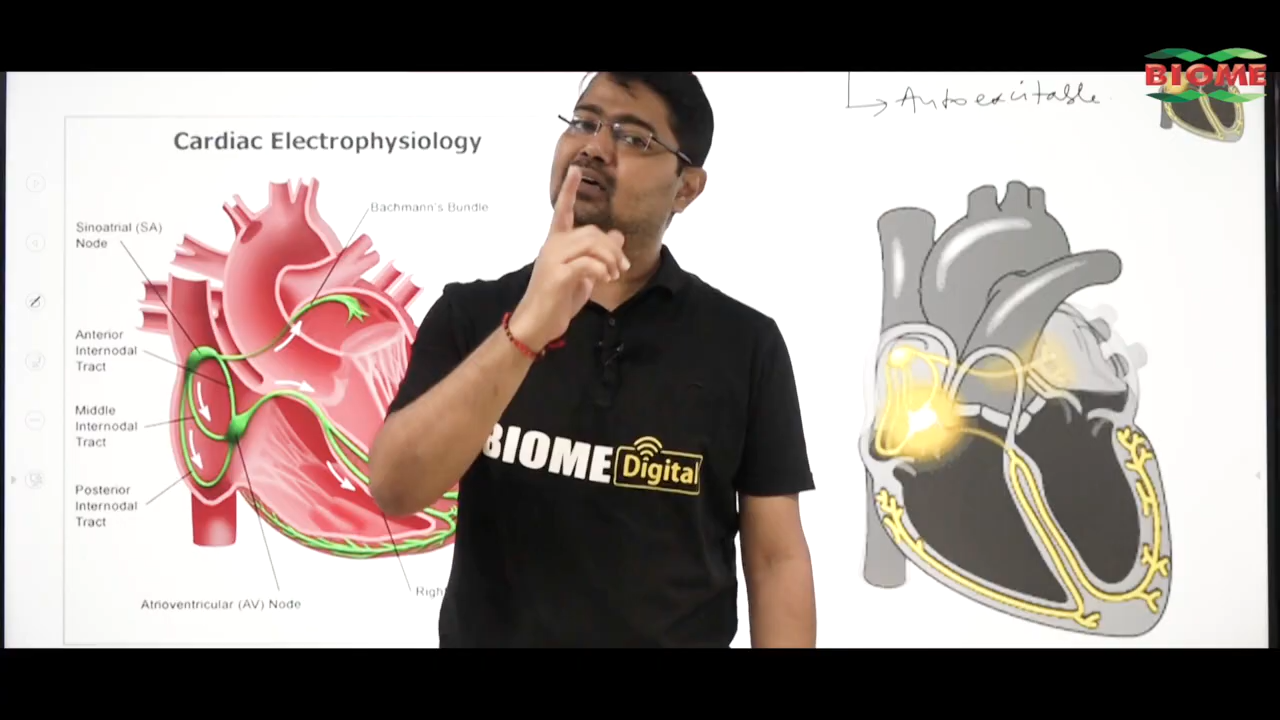 BIOME
Autoexcitable
Cardiac Electrophysiology
Bachmann's Bundle
Sinoatrial (SA)
Node
Anterior
Internodal
Tract
Middle
Internodal
Tract
Posterior
Internodal
Tract
Atrioventricular (AV) Node
Right
BIOME Digital